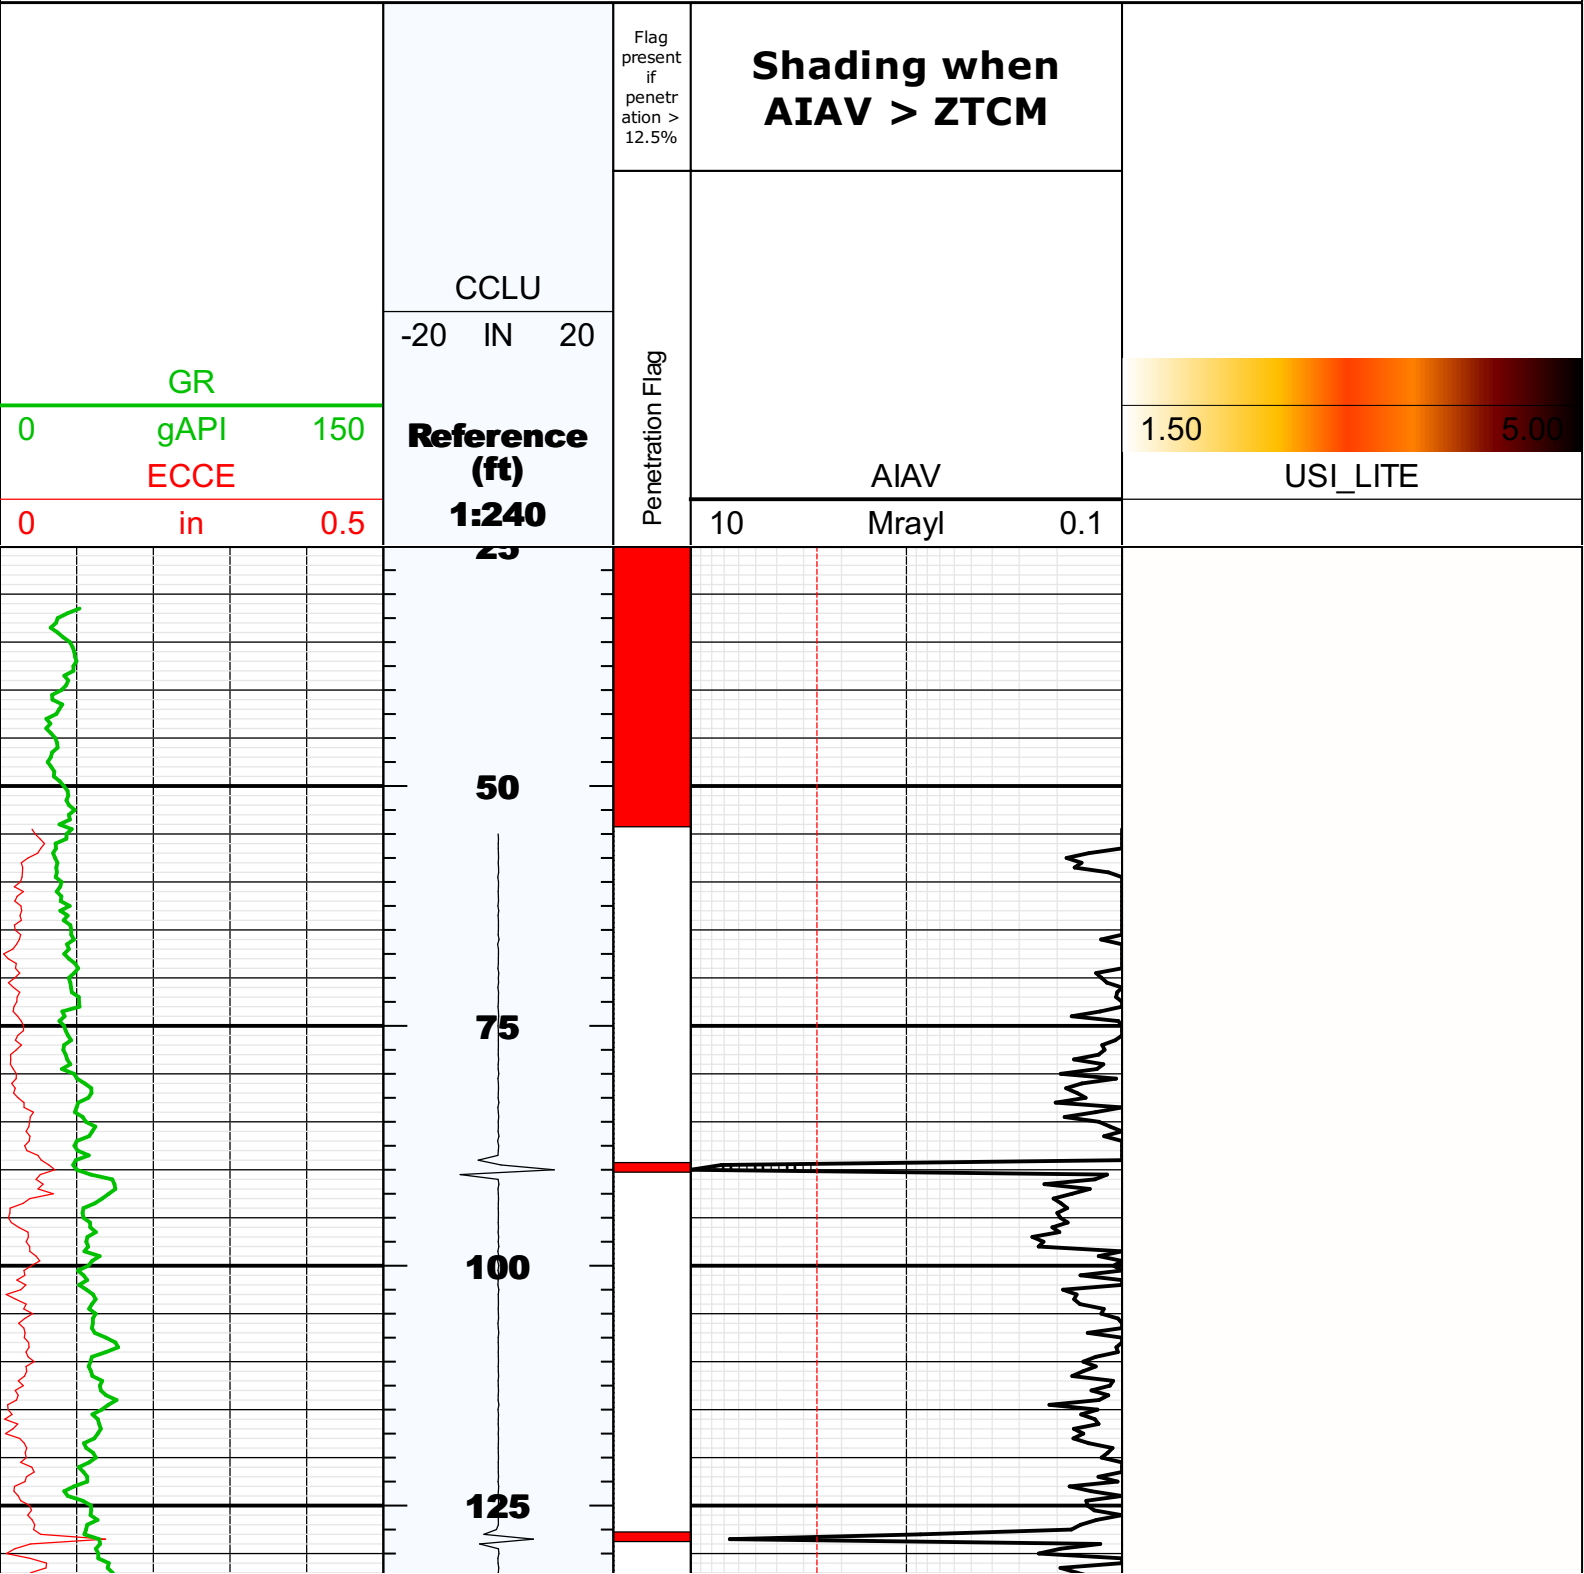 Flag
present
if
penetr
ation >
12.5%
Shading when
AIAV > ZTCM
CCLU
-20 IN 20
GR
0 gAPI 150
ECCE
0 in 0.5
Reference
(ft)
1:240
Penetration Flag
AIAV
10 Mrayl 0.1
1.50 5.00
USI_LITE
25
50
75
100
125